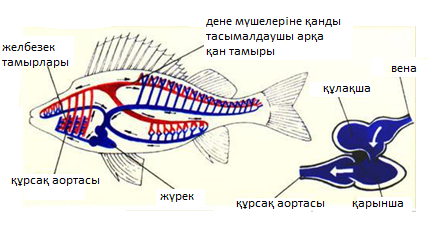 дене мүшелеріне қанды
тасымалдаушы арқа
қан тамыры
желбезек
тамырлары
вена
құлақша
құрсақ аортасы
жүрек
құрсақ аортасы
қарынша